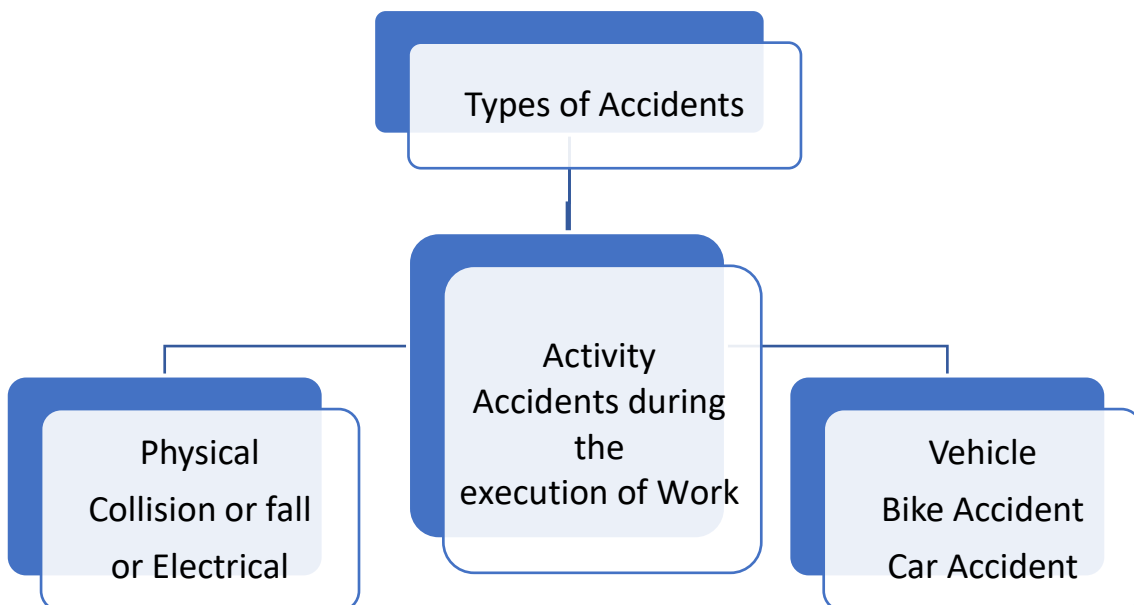 Types of Accidents
Activity
Accidents during
the
execution of Work
Physical
Collision or fall
or Electrical
Vehicle
Bike Accident
Car Accident